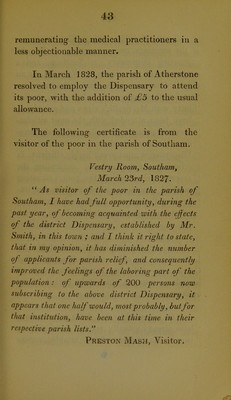 43
remunerating the medical practitioners in a
less objectionable manner.
In March 1828, the parish of Atherstone
resolved to employ the Dispensary to attend
its poor, with the addition of £5 to the usual
allowance.
The following certificate is from the
visitor of the poor in the parish of Southam.
Vestry Room, Southam,
March 23rd, 1827.
“ As visitor of the poor in the parish of
Southam, I have had full opportunity, during the
past year, of becoming acquainted with the effects
of the district Dispensary, established by Mr.
Smith, in this town : and I think it right to state,
that in my opinion, it has diminished the number
of applicants for parish relief, and consequently
improved the feelings of the laboring part of the
population : of upwards of 200 persons now
subscribing to the above district Dispensary, it
appears that one half would, most probably, but for
that institution, have been at this time in their
respective parish lists.”
Preston Mash, Visitor.